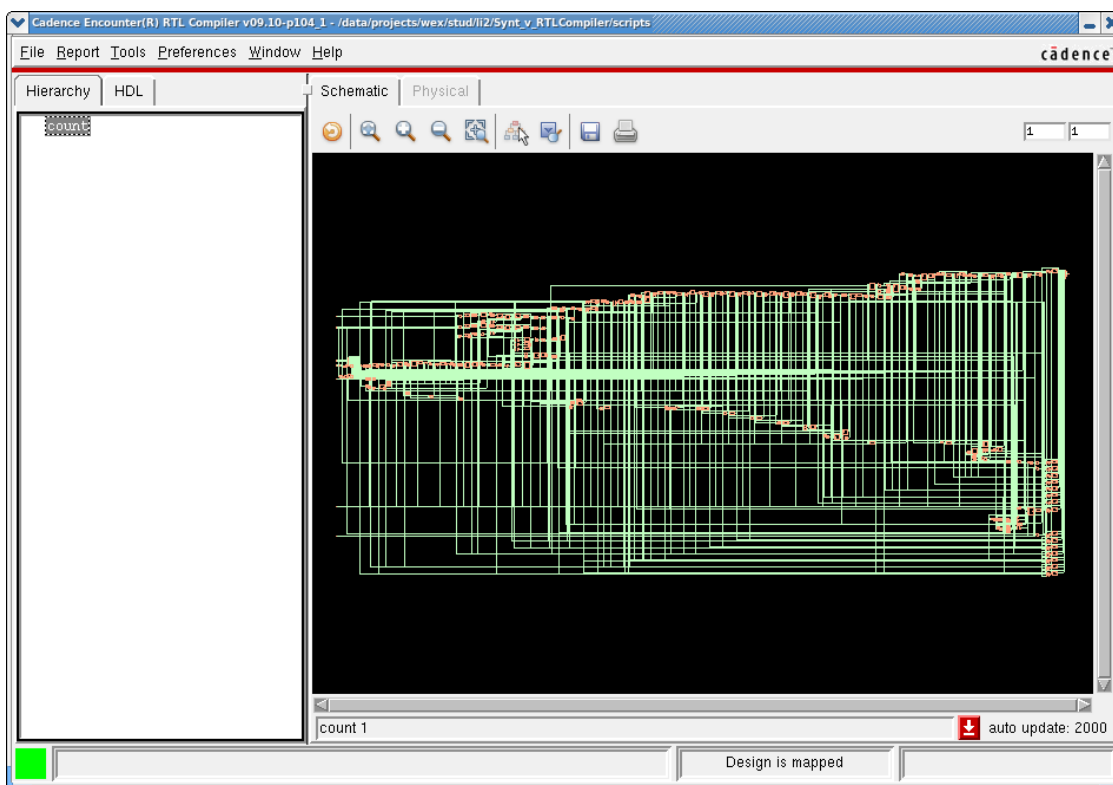 Cadence Encounter(R) RTL Compiler v09.10-p104_1 - /data/projects/wex/stud/li2/Synt_v_RTLCompiler/scripts
File Report Tools Preferences Window Help
cādence
Hierarchy HDL Schematic Physical
count
1 1
count 1 auto update: 2000
Design is mapped